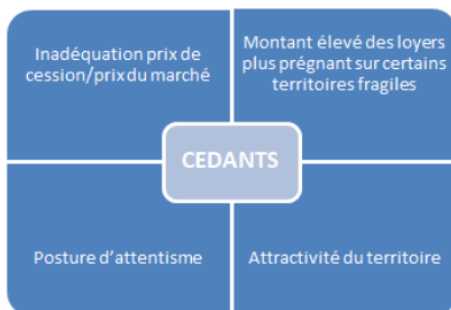 Inadéquation prix de
cession/prix du marché
Montant élevé des loyers
plus prégnant sur certains
territoires fragiles
CEDANTS
Posture d'attentisme
Attractivité du territoire